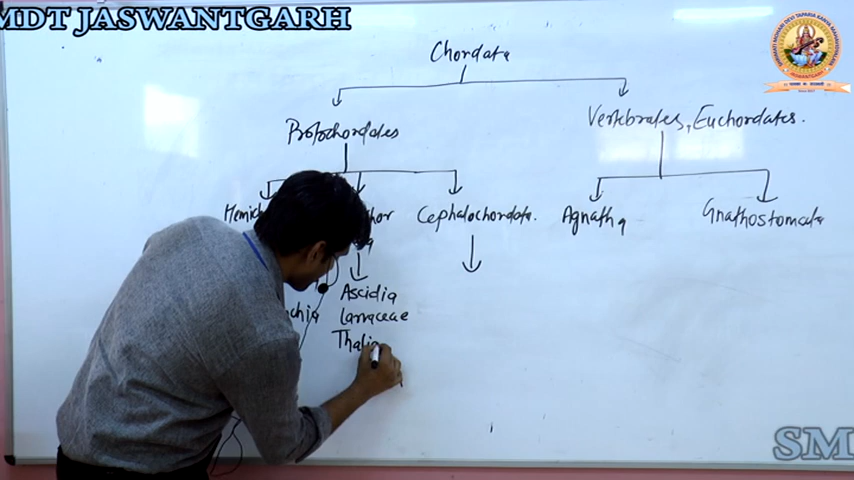 MDT JASWANTGARH
Chordata
Protochordates
Vertebrates, Euchordates.
Cephalochordata.
Agnatha
Gnathostomata
Ascidia
Larvaceae
SM